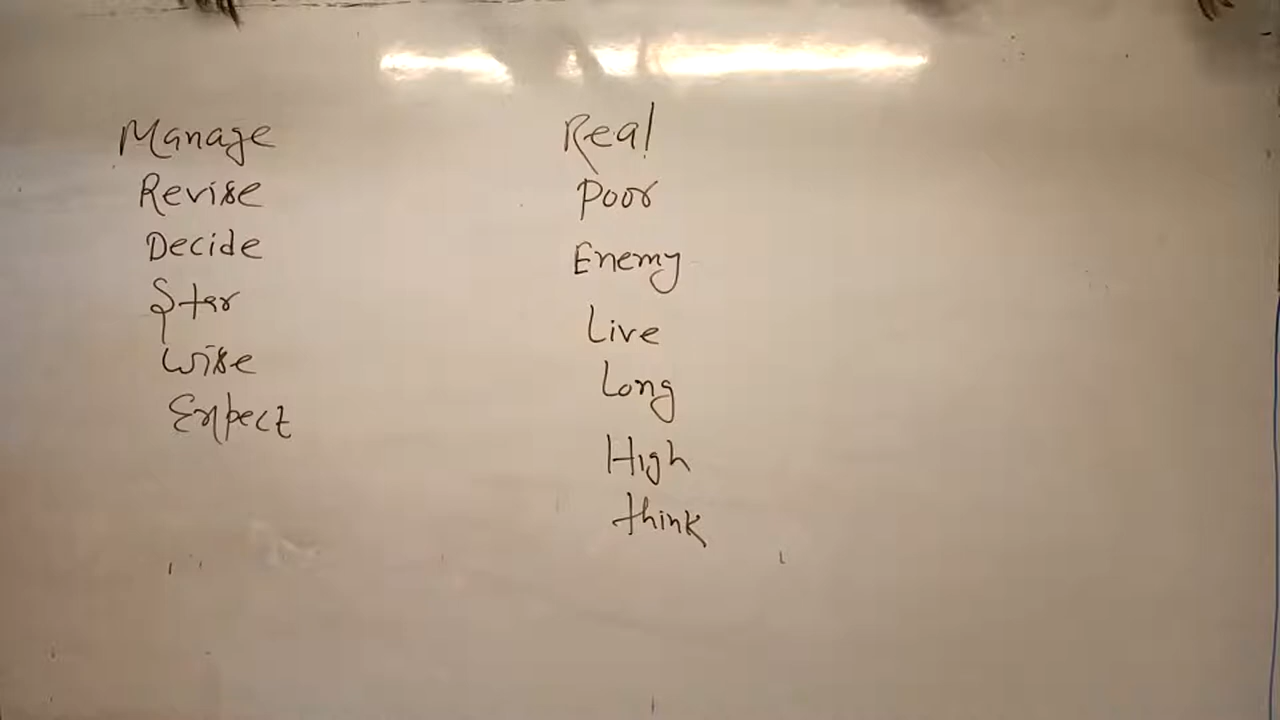 Manage
Revise
Decide
Star
Wise
Expect
Real
Poor
Enemy
Live
Long
High
think